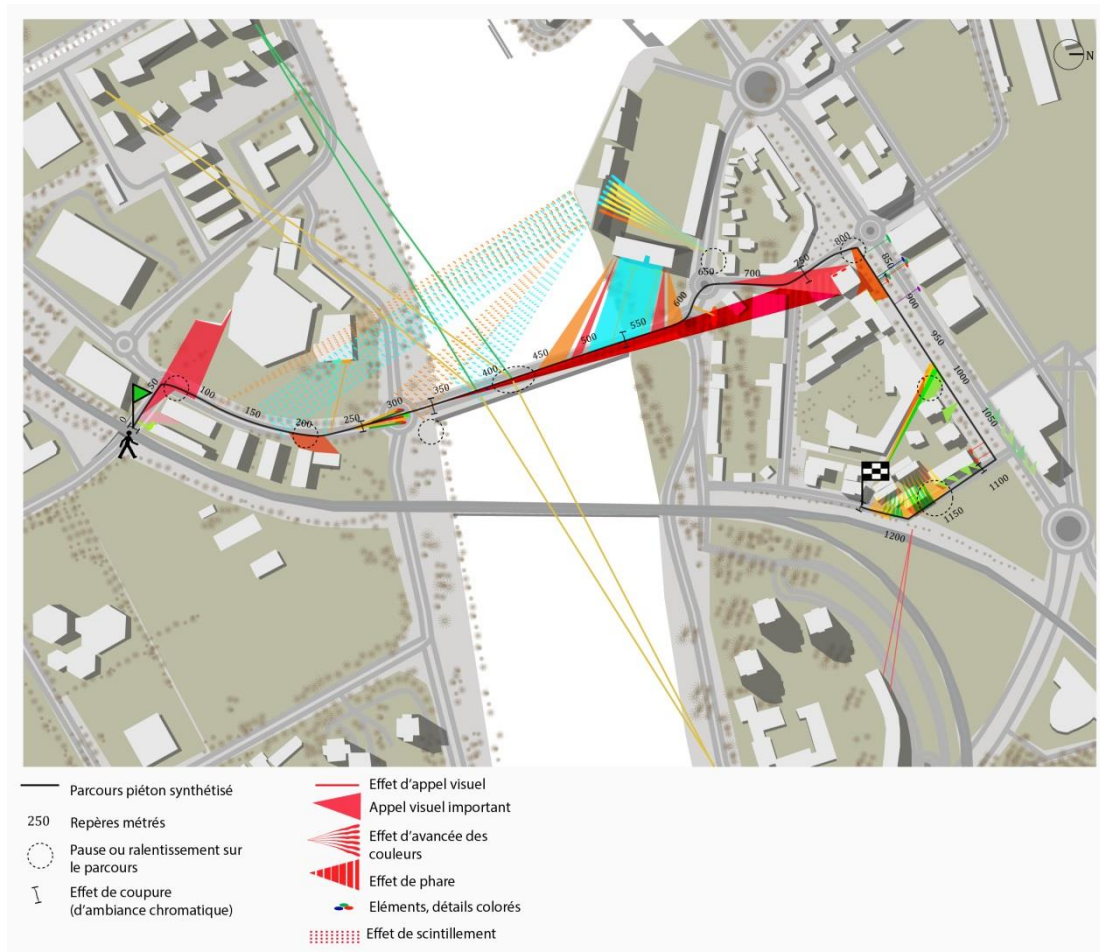 N
0
50
100
150
200
250
300
350
400
450
500
550
600
650
700
750
800
850
900
950
1000
1050
1100
1150
1200
Parcours piéton synthétisé
250 Repères métrés
Pause ou ralentissement sur
le parcours
Effet de coupure
(d'ambiance chromatique)
Effet d'appel visuel
Appel visuel important
Effet d'avancée des
couleurs
Effet de phare
Eléments, détails colorés
Effet de scintillement